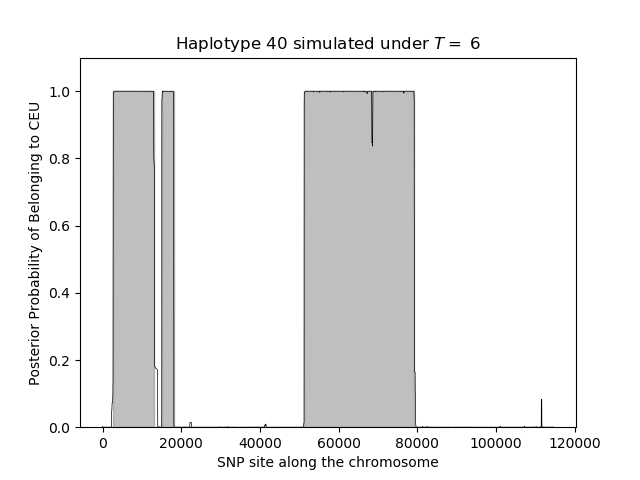 Haplotype 40 simulated under T = 6
Posterior Probability of Belonging to CEU
1.0
0.8
0.6
0.4
0.2
0.0
0 20000 40000 60000 80000 100000 120000
SNP site along the chromosome